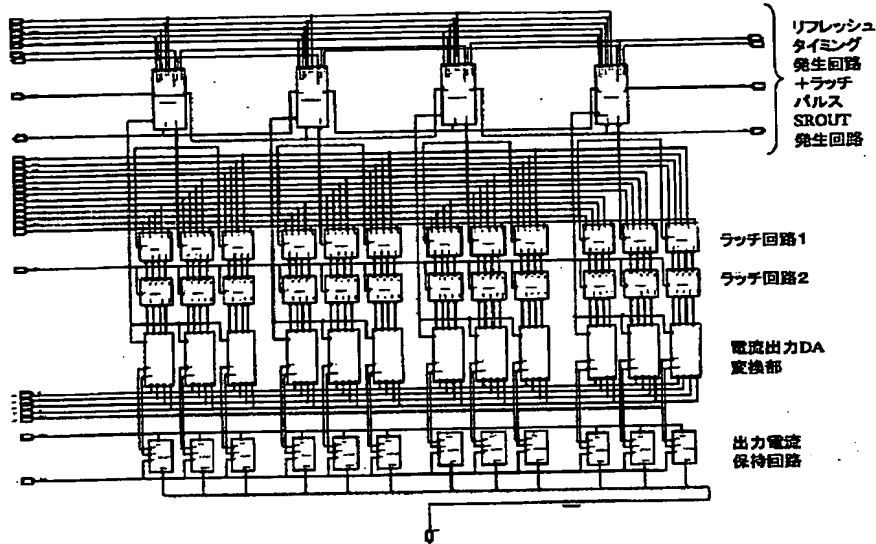 リフレッシュ
タイミング
発生回路
＋ラッチ
パルス
SROUT
発生回路
ラッチ回路1
ラッチ回路2
電流出力DA
変換部
出力電流
保持回路